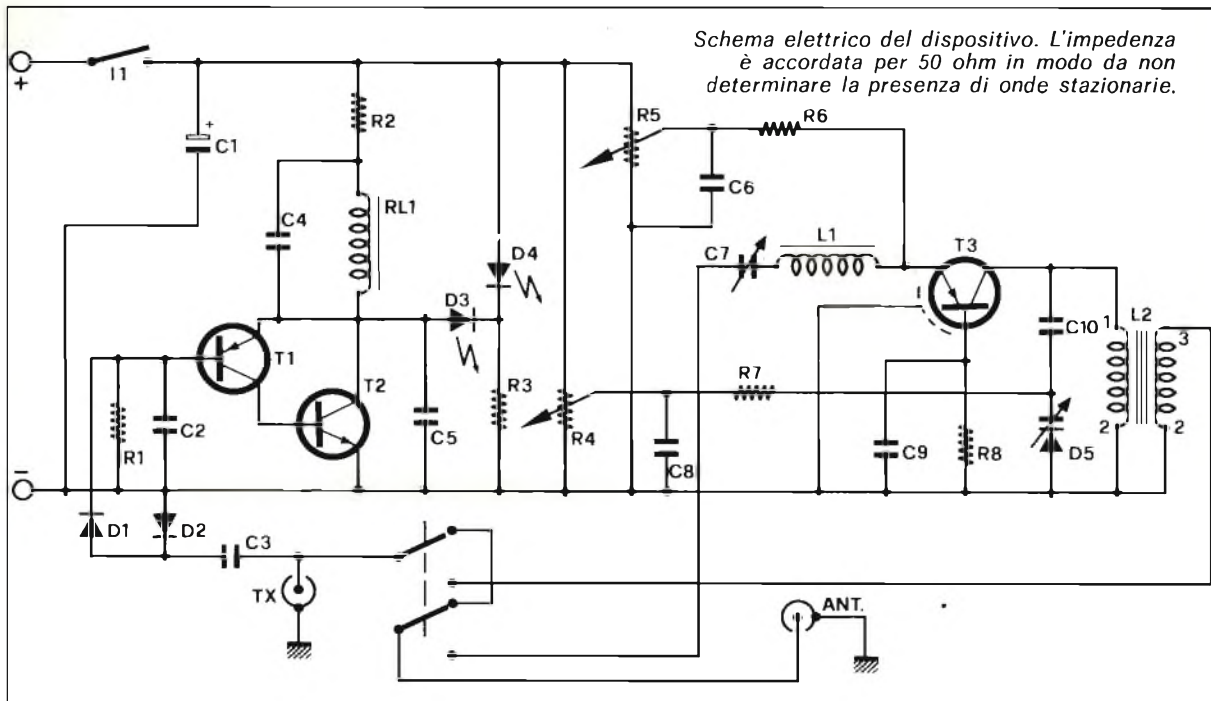 Schema elettrico del dispositivo. L'impedenza
è accordata per 50 ohm in modo da non
determinare la presenza di onde stazionarie.
+
I1
+
C1
R2
C4
RL1
D4
D3
T1
T2
R1
C2
C5
R3
R4
R5
R6
C6
C7
L1
T3
C10
1
L2
3
2
2
R7
C8
C9
R8
D5
−
D1
D2
C3
TX
ANT.